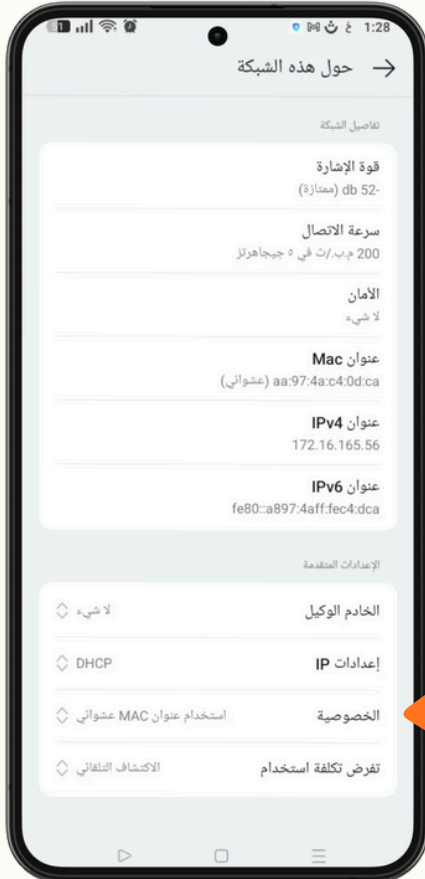 1:28
حول هذه الشبكة
تفاصيل الشبكة
قوة الإشارة
-52 db (ممتازة)
سرعة الاتصال
200 م.ب./ث في ٥ جيجاهرتز
الأمان
لا شيء
عنوان Mac
aa:97:4a:c4:0d:ca (عشوائي)
عنوان IPv4
172.16.165.56
عنوان IPv6
fe80::a897:4aff:fec4:dca
الإعدادات المتقدمة
الخادم الوكيل لا شيء
إعدادات IP DHCP
الخصوصية استخدام عنوان MAC عشوائي
تفرض تكلفة استخدام الاكتشاف التلقائي